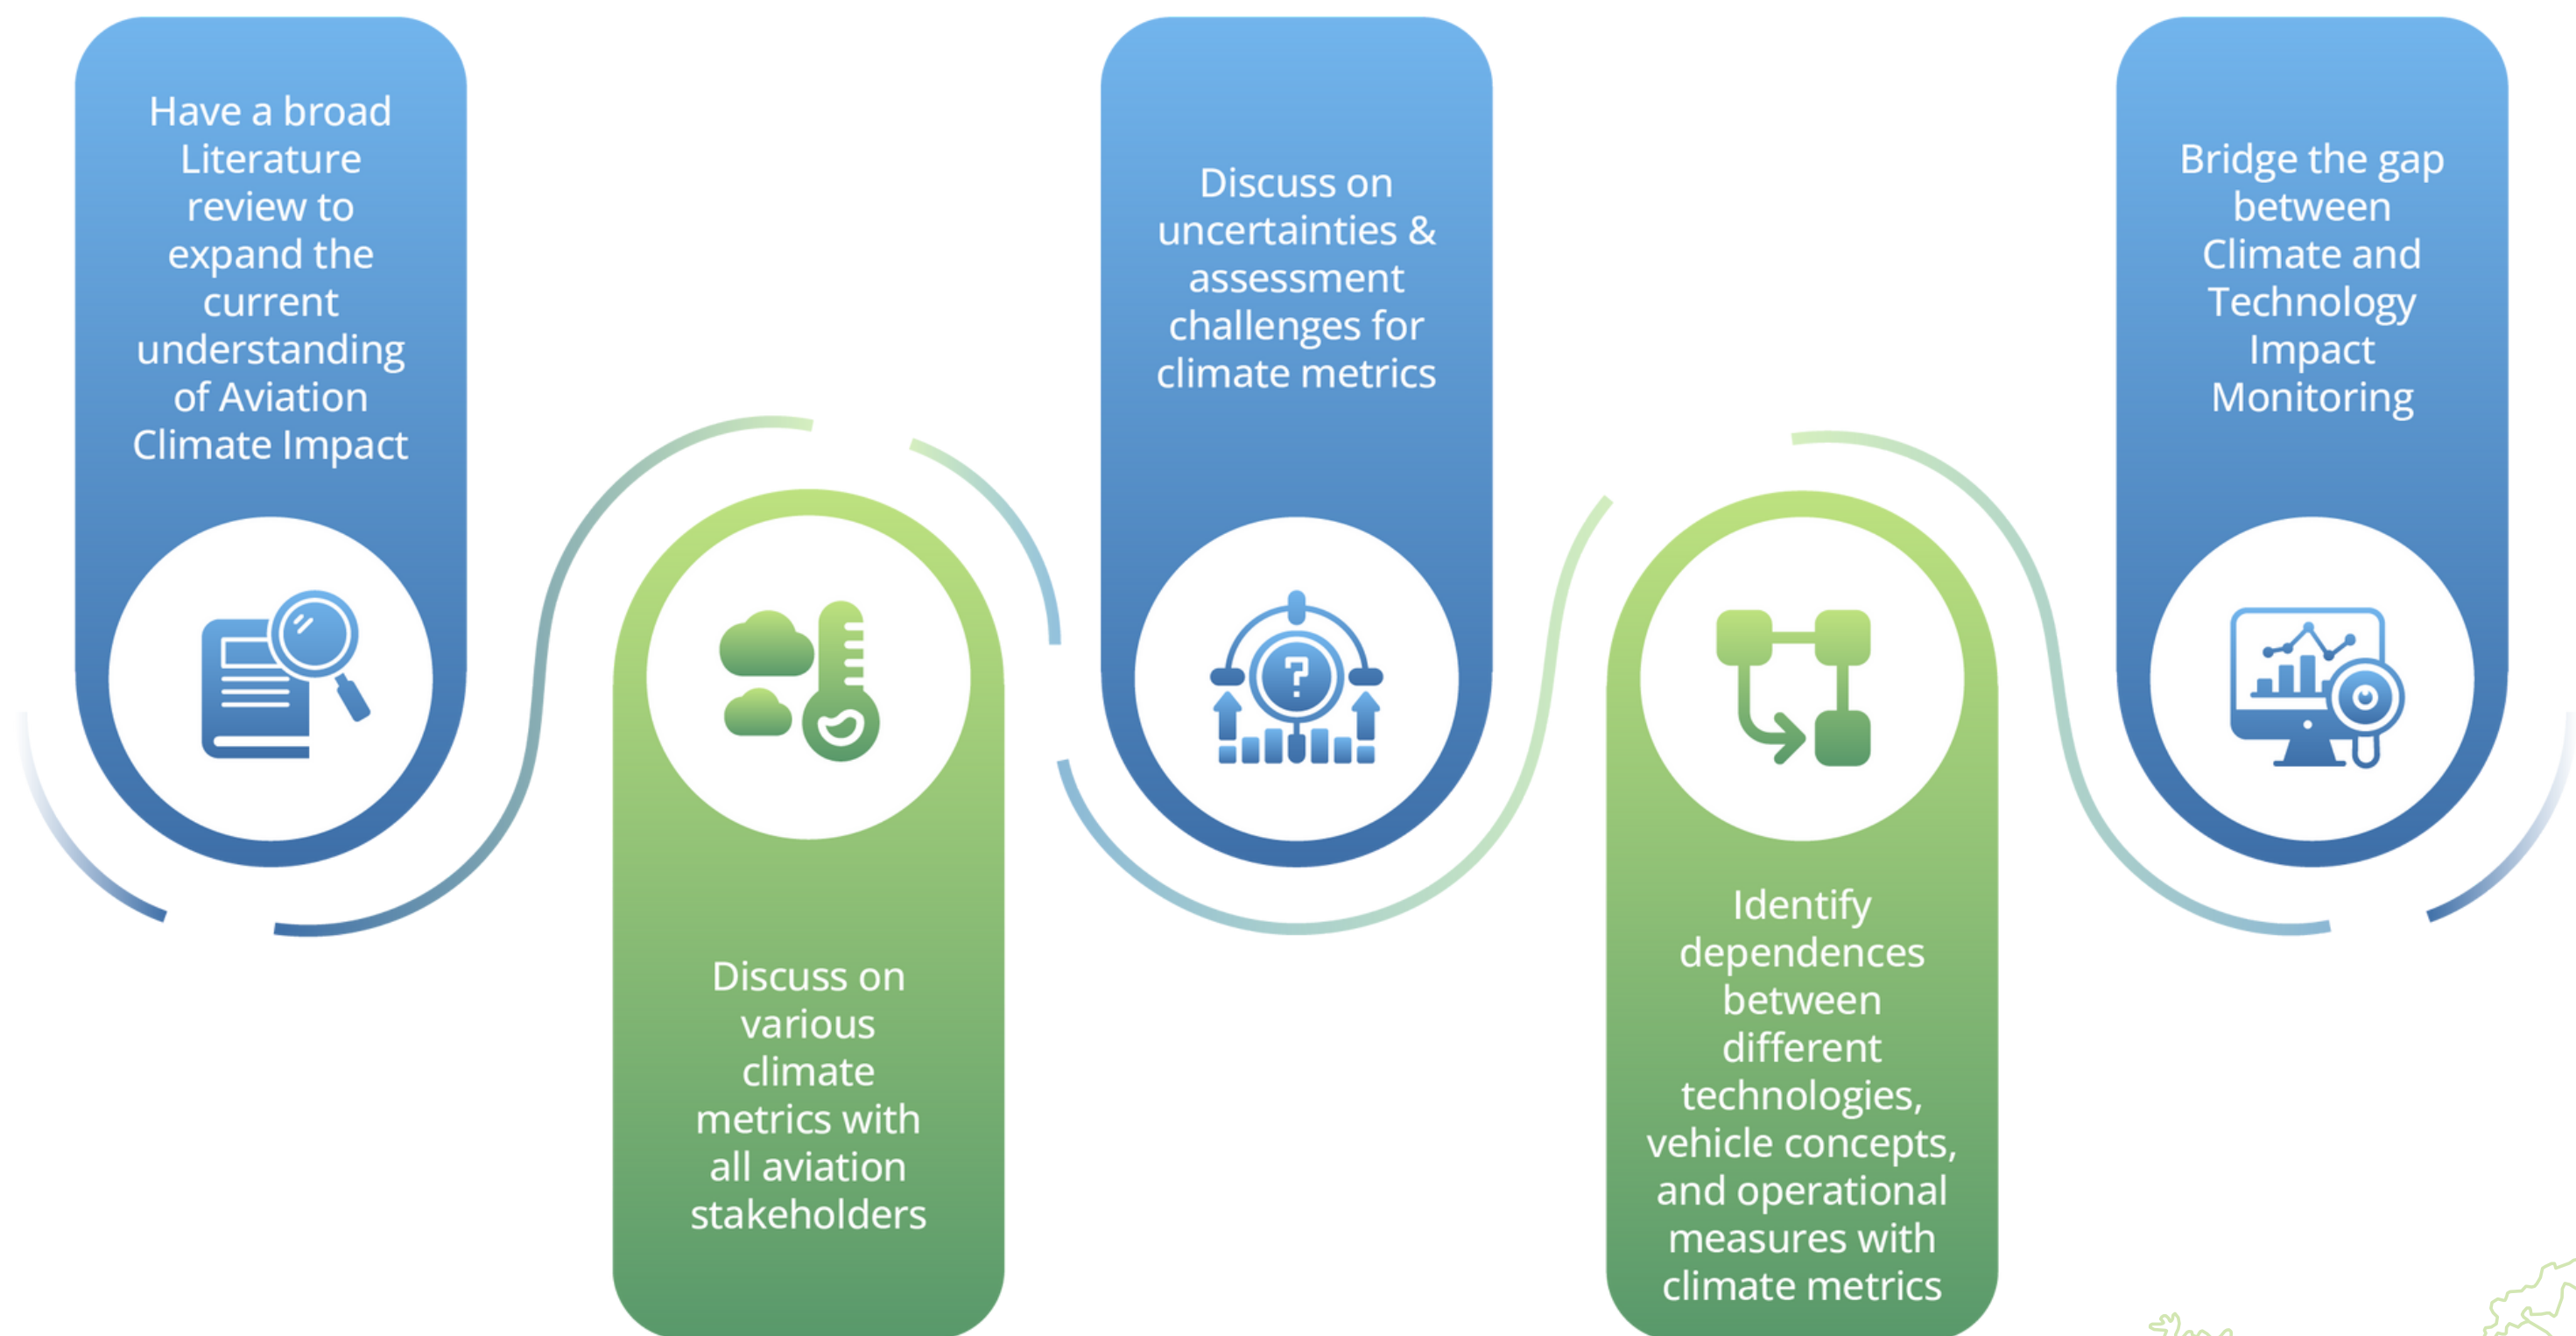 Have a broad
Literature
review to
expand the
current
understanding
of Aviation
Climate Impact
Discuss on
various
climate
metrics with
all aviation
stakeholders
Discuss on
uncertainties &
assessment
challenges for
climate metrics
?
Identify
dependences
between
different
technologies,
vehicle concepts,
and operational
measures with
climate metrics
Bridge the gap
between
Climate and
Technology
Impact
Monitoring